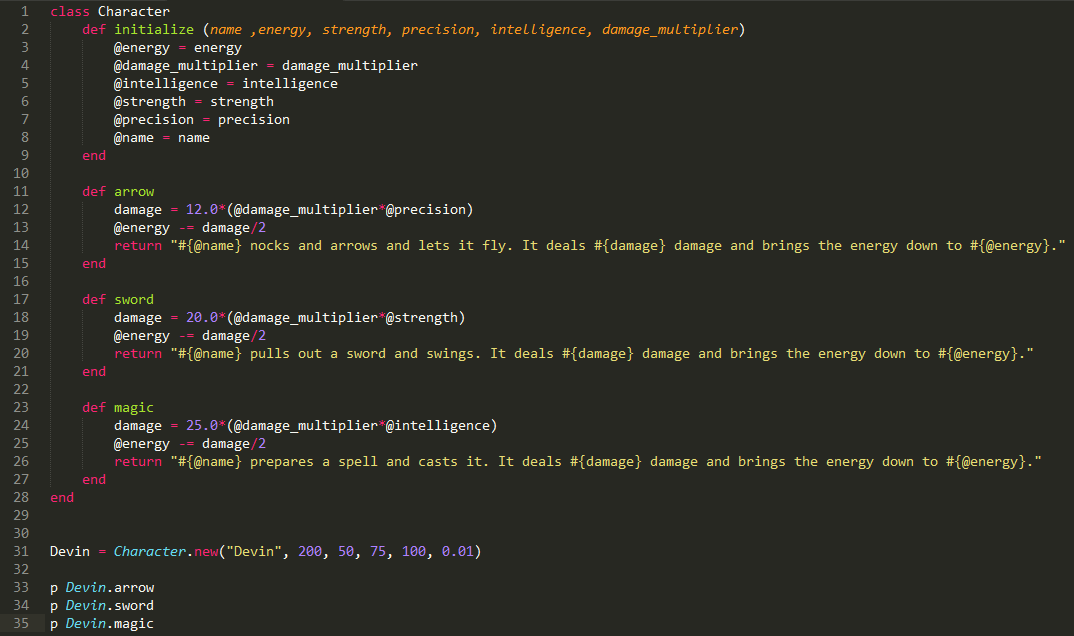 1 class Character
2 def initialize (name ,energy, strength, precision, intelligence, damage_multiplier)
3 @energy = energy
4 @damage_multiplier = damage_multiplier
5 @intelligence = intelligence
6 @strength = strength
7 @precision = precision
8 @name = name
9 end
10
11 def arrow
12 damage = 12.0*(@damage_multiplier*@precision)
13 @energy -= damage/2
14 return "#{@name} nocks and arrows and lets it fly. It deals #{damage} damage and brings the energy down to #{@energy}."
15 end
16
17 def sword
18 damage = 20.0*(@damage_multiplier*@strength)
19 @energy -= damage/2
20 return "#{@name} pulls out a sword and swings. It deals #{damage} damage and brings the energy down to #{@energy}."
21 end
22
23 def magic
24 damage = 25.0*(@damage_multiplier*@intelligence)
25 @energy -= damage/2
26 return "#{@name} prepares a spell and casts it. It deals #{damage} damage and brings the energy down to #{@energy}."
27 end
28 end
29
30
31 Devin = Character.new("Devin", 200, 50, 75, 100, 0.01)
32
33 p Devin.arrow
34 p Devin.sword
35 p Devin.magic